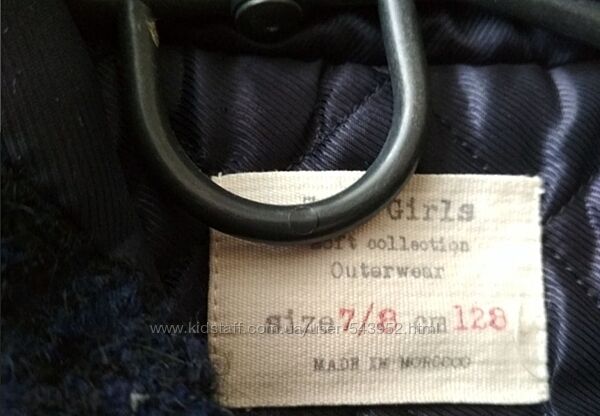 Girls
Soft collection
Outerwear
size 7/8 cm 128
www.kidstaff.com.ua/user-543952.html
MADE IN MOROCCO